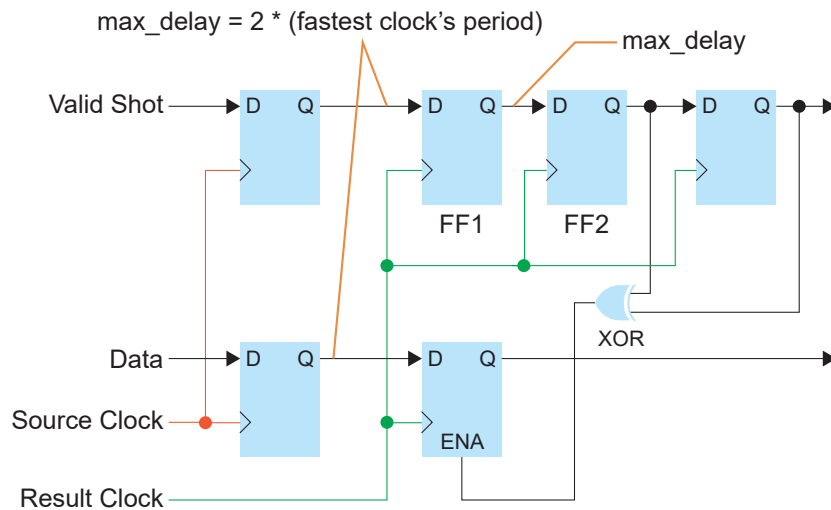 max_delay = 2 * (fastest clock's period)
max_delay
Valid Shot
D Q
D Q
D Q
D Q
FF1
FF2
XOR
Data
D Q
D Q
Source Clock
ENA
Result Clock